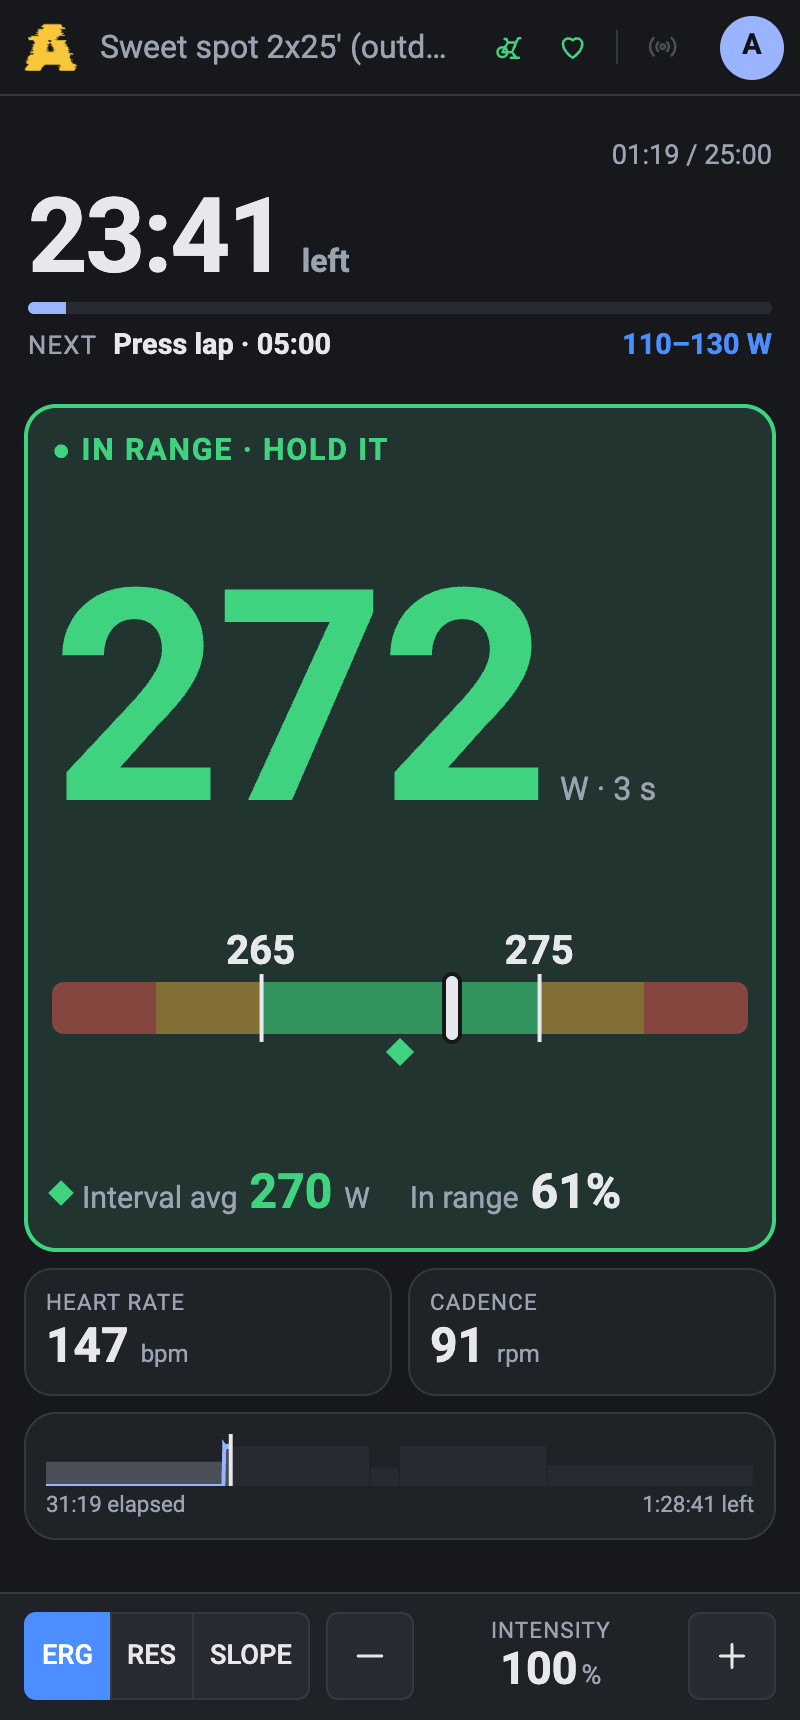 A Sweet spot 2x25' (outd... A
01:19 / 25:00
23:41 left
NEXT Press lap · 05:00 110–130 W
IN RANGE · HOLD IT
272 W · 3 s
265 275
Interval avg 270 W In range 61%
HEART RATE
147 bpm
CADENCE
91 rpm
31:19 elapsed 1:28:41 left
ERG RES SLOPE − INTENSITY +
100 %